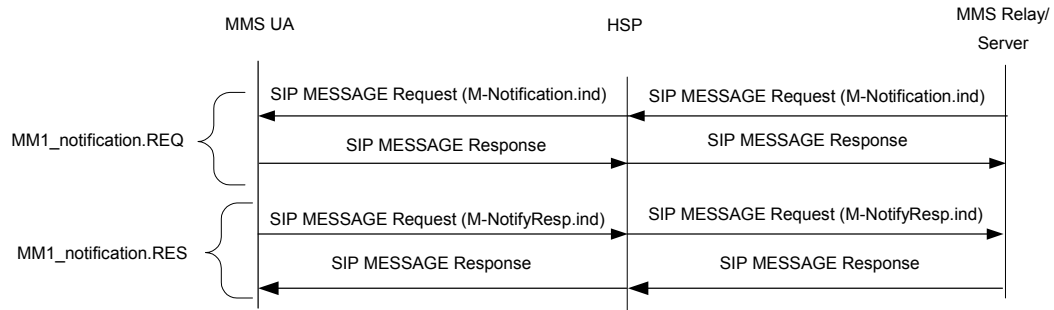 MMS UA
HSP
MMS Relay/
Server
SIP MESSAGE Request (M-Notification.ind)
SIP MESSAGE Request (M-Notification.ind)
MM1_notification.REQ
SIP MESSAGE Response
SIP MESSAGE Response
SIP MESSAGE Request (M-NotifyResp.ind)
SIP MESSAGE Request (M-NotifyResp.ind)
MM1_notification.RES
SIP MESSAGE Response
SIP MESSAGE Response